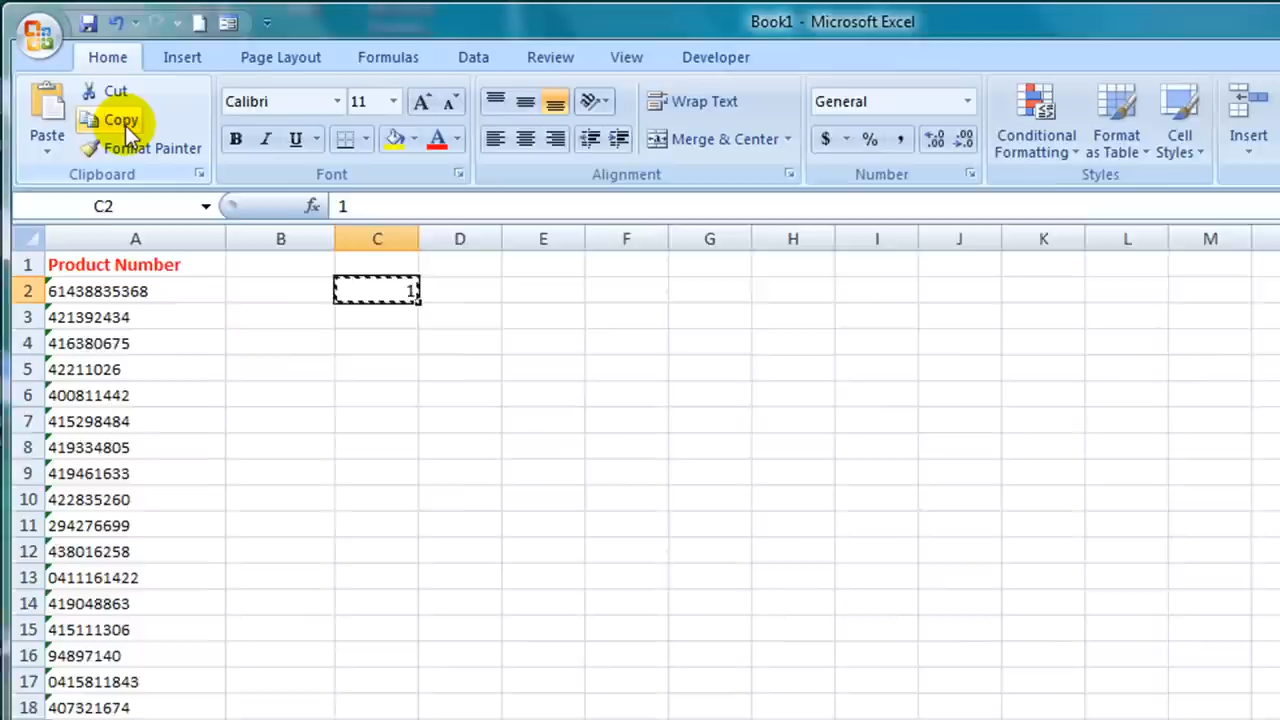 Book1 - Microsoft Excel
Home Insert Page Layout Formulas Data Review View Developer
Paste
Cut
Copy
Format Painter
Clipboard
Calibri 11 A A
B I U A
Font
Wrap Text
Merge & Center
Alignment
General
$ % , .00 .00
Number
Conditional Formatting
Format as Table
Cell Styles
Styles
Insert
C2 fx 1
A B C D E F G H I J K L M
1 Product Number
2 61438835368 1
3 421392434
4 416380675
5 42211026
6 400811442
7 415298484
8 419334805
9 419461633
10 422835260
11 294276699
12 438016258
13 0411161422
14 419048863
15 415111306
16 94897140
17 0415811843
18 407321674